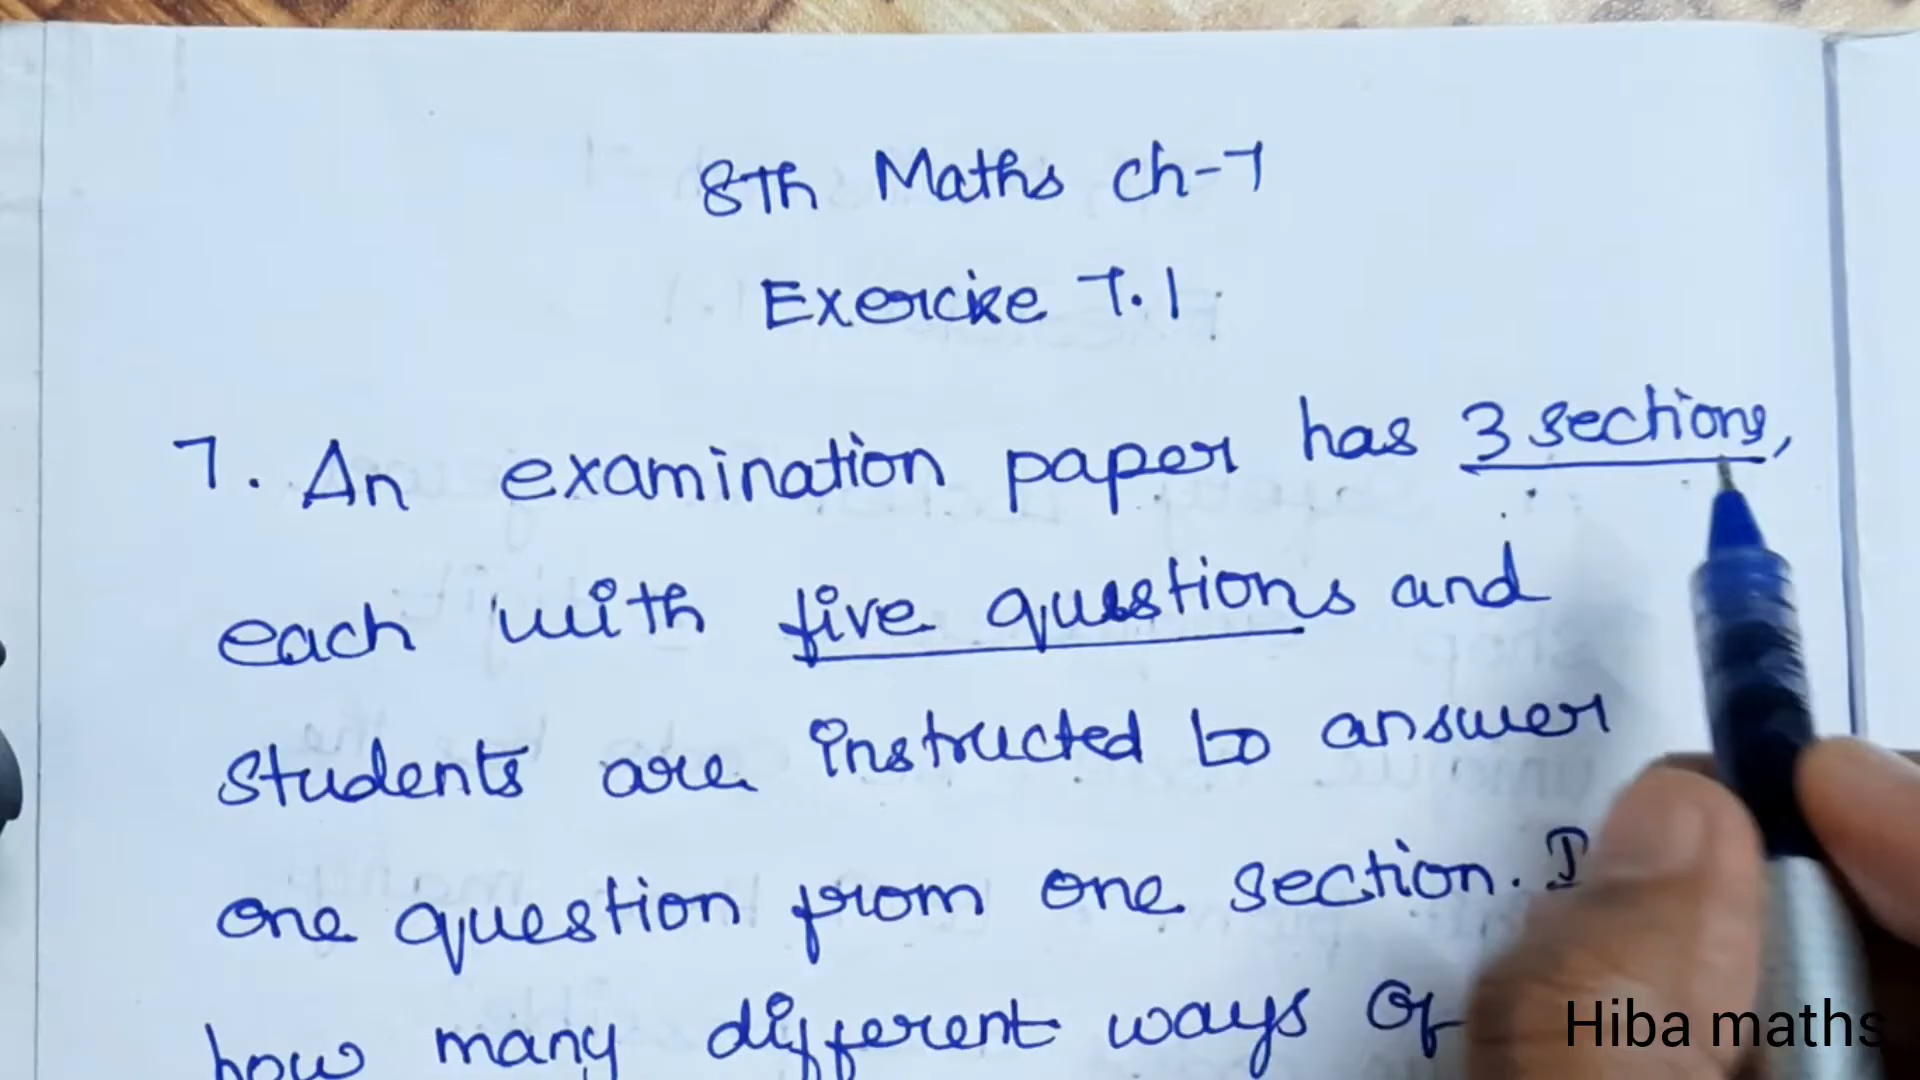 8Th Maths ch-7
Exercise 7.1
7. An examination paper has 3 sections,
each with five questions and
students are instructed to answer
one question from one section.
how many different ways of
Hiba maths